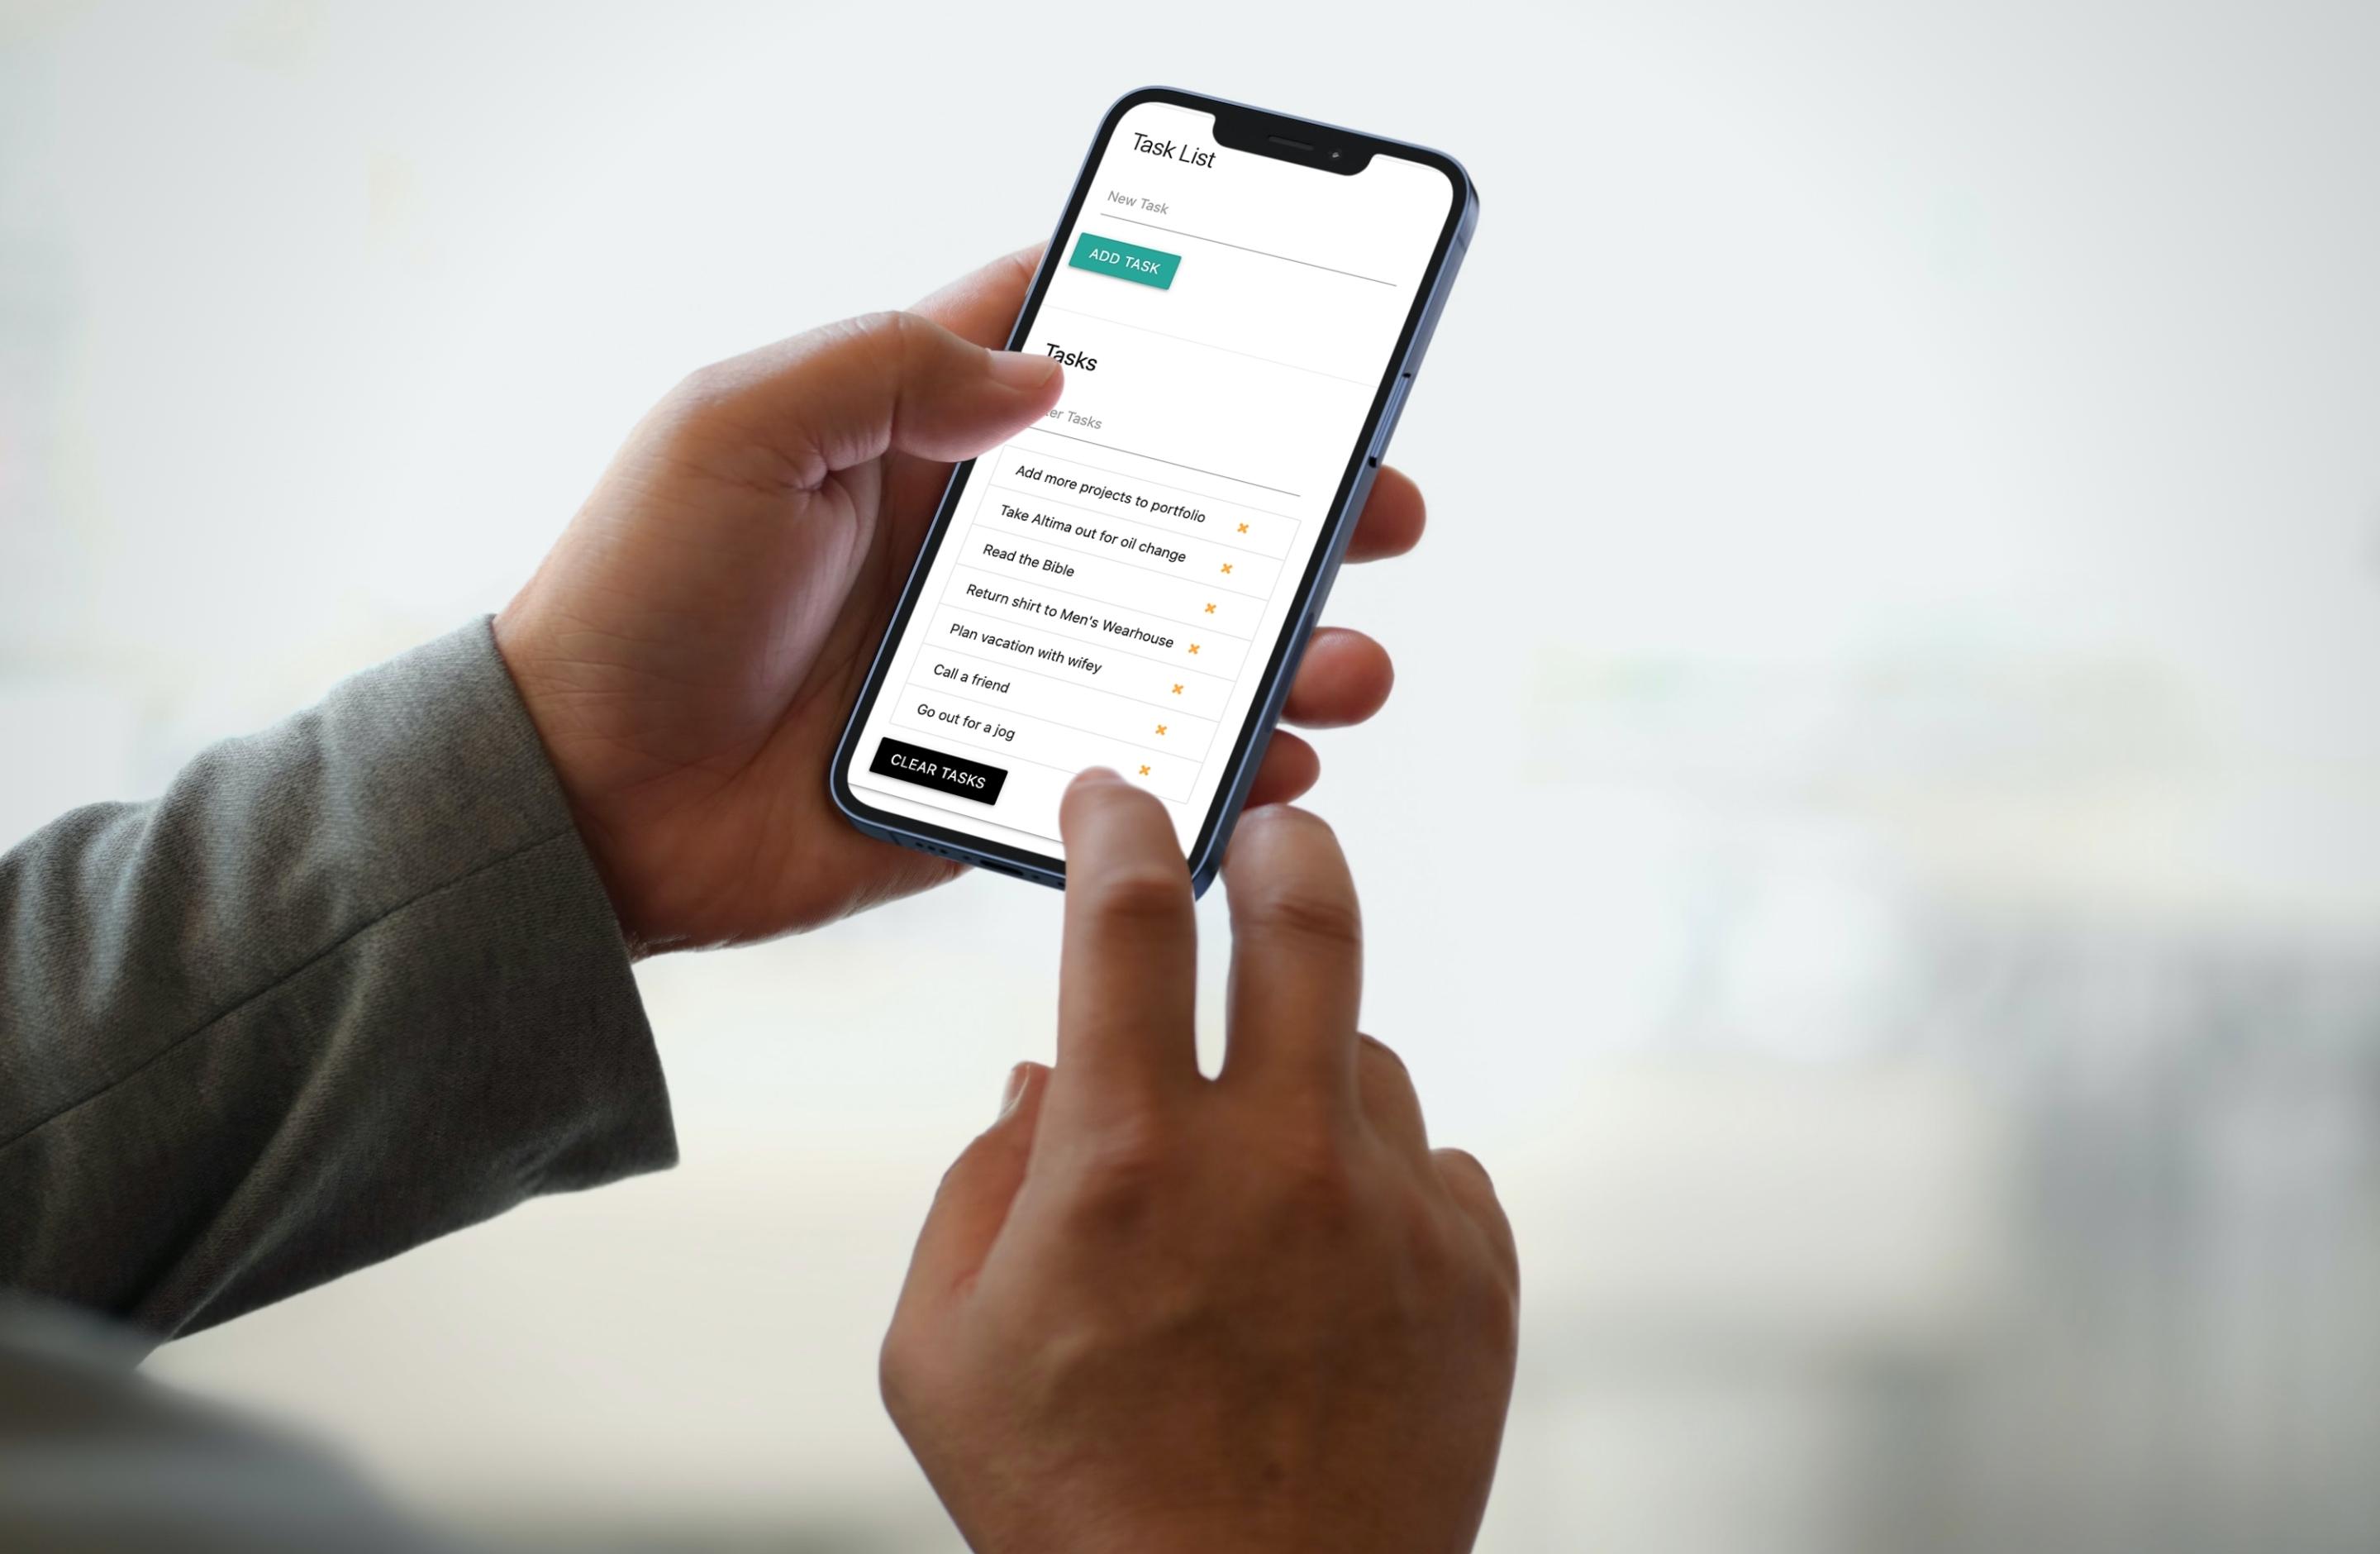 Task List
New Task
ADD TASK
Tasks
Tasks
Add more projects to portfolio
Take Altima out for oil change
Read the Bible
Return shirt to Men's Wearhouse
Plan vacation with wifey
Call a friend
Go out for a jog
CLEAR TASKS